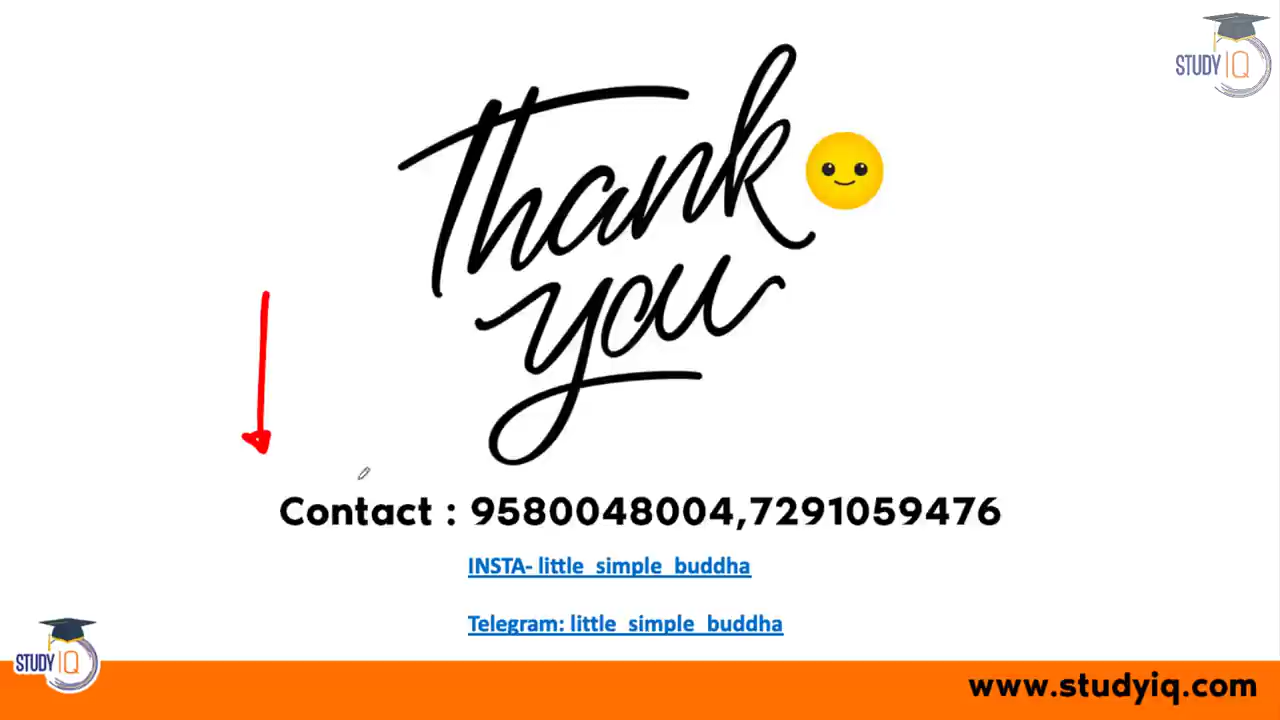 STUDY IQ
Thank
you
Contact : 9580048004,7291059476
INSTA- little_simple_buddha
Telegram: little_simple_buddha
STUDY IQ
www.studyiq.com